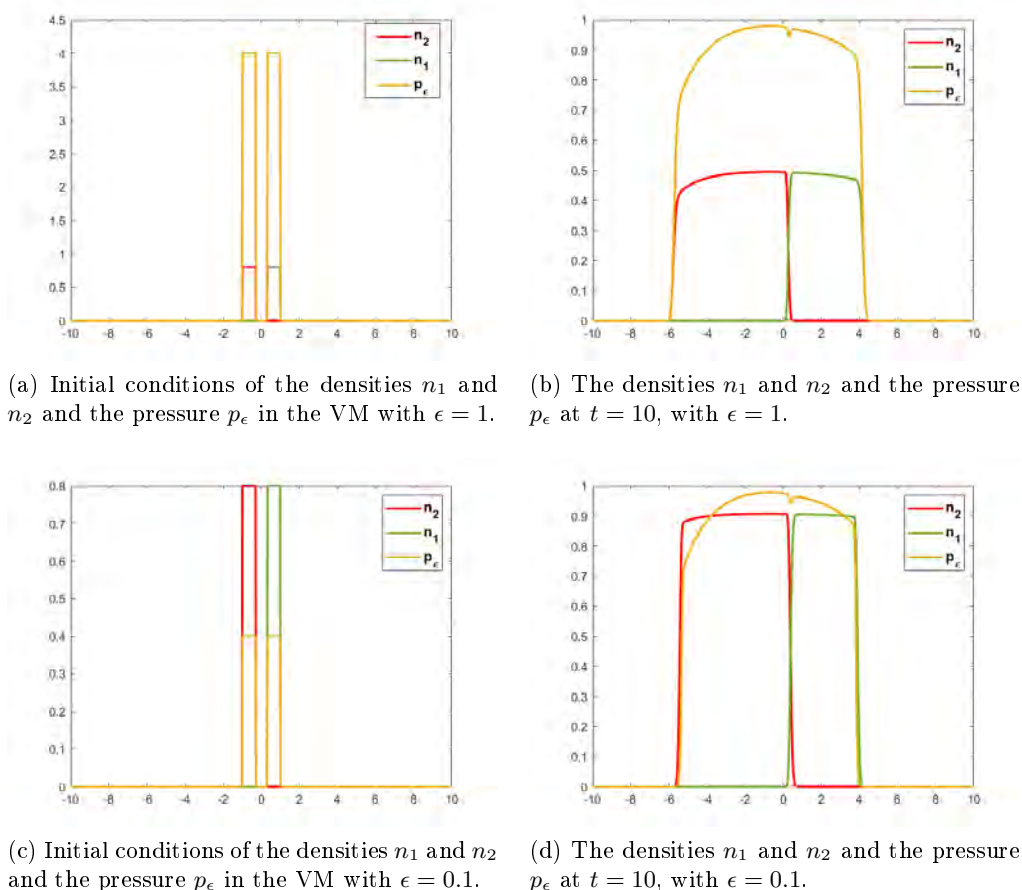 4.5
4
3.5
3
2.5
2
1.5
1
0.5
0
-10 -8 -6 -4 -2 0 2 4 6 8 10
n₂
n₁
pϵ
1
0.9
0.8
0.7
0.6
0.5
0.4
0.3
0.2
0.1
0
-10 -8 -6 -4 -2 0 2 4 6 8 10
n₂
n₁
pϵ
(a) Initial conditions of the densities n₁ and
n₂ and the pressure pϵ in the VM with ϵ = 1.
(b) The densities n₁ and n₂ and the pressure
pϵ at t = 10, with ϵ = 1.
0.8
0.7
0.6
0.5
0.4
0.3
0.2
0.1
0
-10 -8 -6 -4 -2 0 2 4 6 8 10
n₂
n₁
pϵ
1
0.9
0.8
0.7
0.6
0.5
0.4
0.3
0.2
0.1
0
-10 -8 -6 -4 -2 0 2 4 6 8 10
n₂
n₁
pϵ
(c) Initial conditions of the densities n₁ and n₂
and the pressure pϵ in the VM with ϵ = 0.1.
(d) The densities n₁ and n₂ and the pressure
pϵ at t = 10, with ϵ = 0.1.